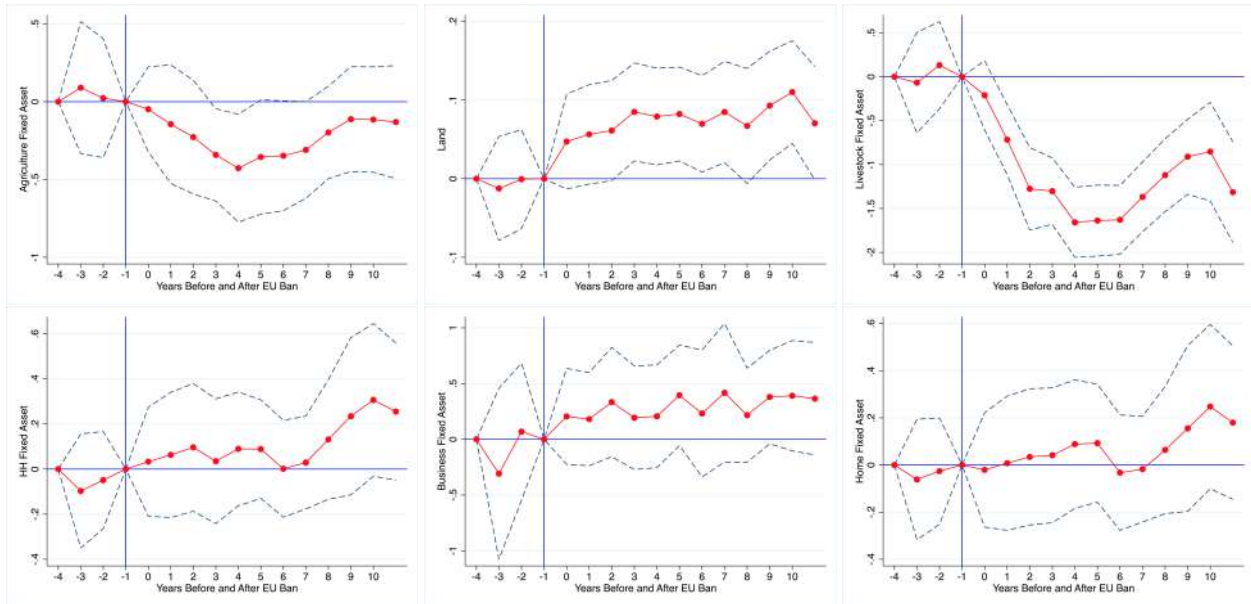 Agriculture Fixed Asset
.5
0
-.5
-1
-4 -3 -2 -1 0 1 2 3 4 5 6 7 8 9 10
Years Before and After EU Ban
Land
.2
.1
0
-.1
-4 -3 -2 -1 0 1 2 3 4 5 6 7 8 9 10
Years Before and After EU Ban
Livestock Fixed Asset
.5
0
-.5
-1
-1.5
-2
-4 -3 -2 -1 0 1 2 3 4 5 6 7 8 9 10
Years Before and After EU Ban
HH Fixed Asset
.6
.4
.2
0
-.2
-.4
-4 -3 -2 -1 0 1 2 3 4 5 6 7 8 9 10
Years Before and After EU Ban
Business Fixed Asset
1
.5
0
-.5
-1
-4 -3 -2 -1 0 1 2 3 4 5 6 7 8 9 10
Years Before and After EU Ban
Home Fixed Asset
.6
.4
.2
0
-.2
-.4
-4 -3 -2 -1 0 1 2 3 4 5 6 7 8 9 10
Years Before and After EU Ban